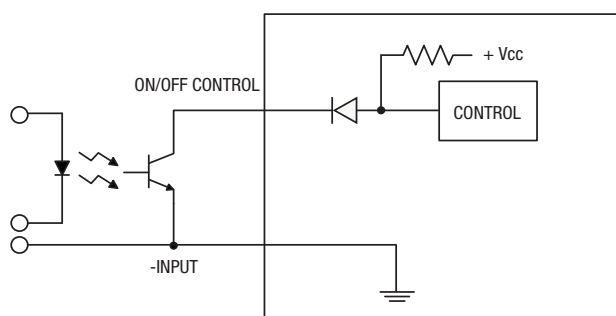 + Vcc
ON/OFF CONTROL
CONTROL
-INPUT